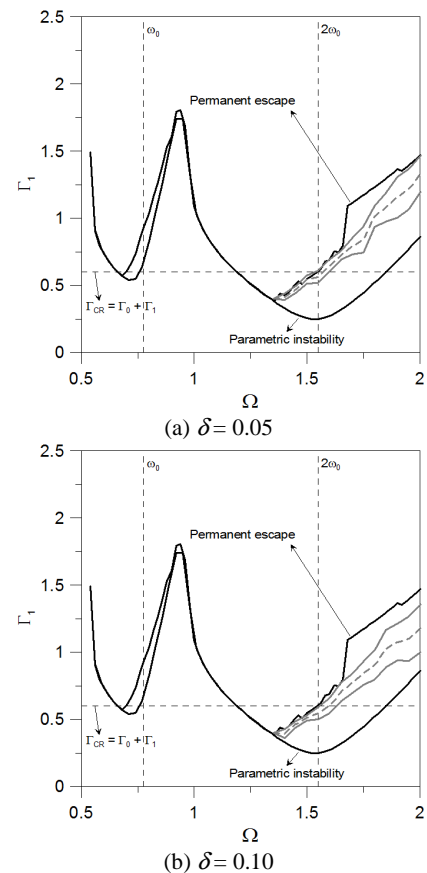 2.5
ω0
2ω0
2
Permanent escape
1.5
Γ1
1
0.5
ΓCR = Γ0 + Γ1
Parametric instability
0
0.5
1
1.5
2
Ω
(a) δ = 0.05
2.5
ω0
2ω0
2
Permanent escape
1.5
Γ1
1
0.5
ΓCR = Γ0 + Γ1
Parametric instability
0
0.5
1
1.5
2
Ω
(b) δ = 0.10